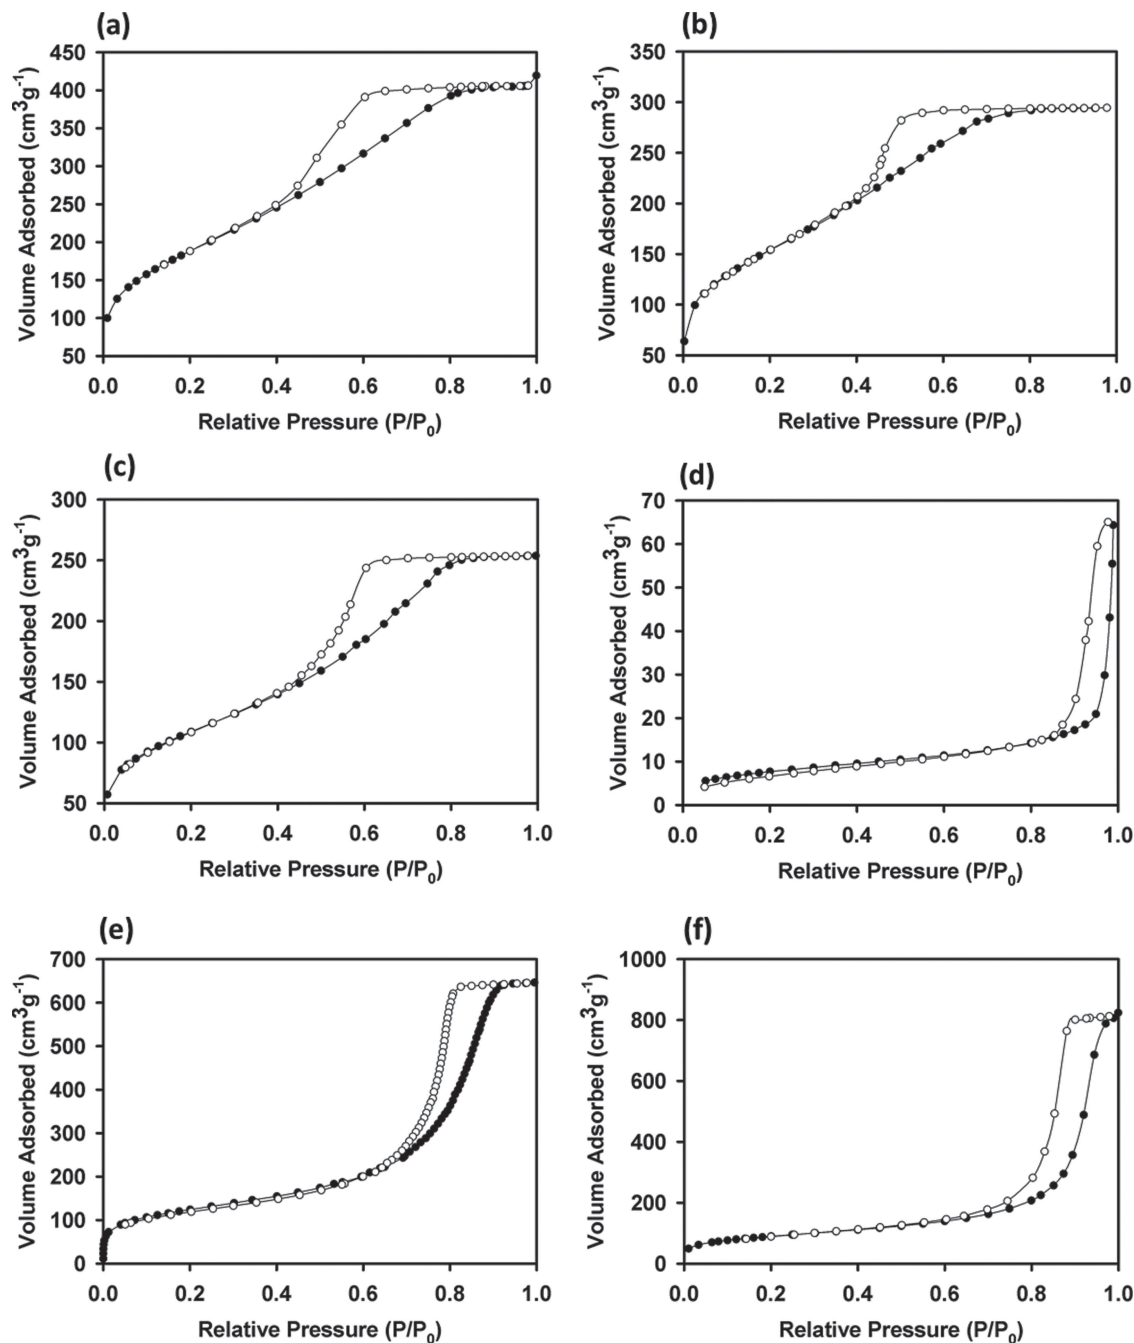 (a)
450
400
350
300
250
200
150
100
50
Volume Adsorbed (cm³g⁻¹)
0.0 0.2 0.4 0.6 0.8 1.0
Relative Pressure (P/P₀)
(b)
350
300
250
200
150
100
50
Volume Adsorbed (cm³g⁻¹)
0.0 0.2 0.4 0.6 0.8 1.0
Relative Pressure (P/P₀)
(c)
300
250
200
150
100
50
Volume Adsorbed (cm³g⁻¹)
0.0 0.2 0.4 0.6 0.8 1.0
Relative Pressure (P/P₀)
(d)
70
60
50
40
30
20
10
0
Volume Adsorbed (cm³g⁻¹)
0.0 0.2 0.4 0.6 0.8 1.0
Relative Pressure (P/P₀)
(e)
700
600
500
400
300
200
100
0
Volume Adsorbed (cm³g⁻¹)
0.0 0.2 0.4 0.6 0.8 1.0
Relative Pressure (P/P₀)
(f)
1000
800
600
400
200
0
Volume Adsorbed (cm³g⁻¹)
0.0 0.2 0.4 0.6 0.8 1.0
Relative Pressure (P/P₀)